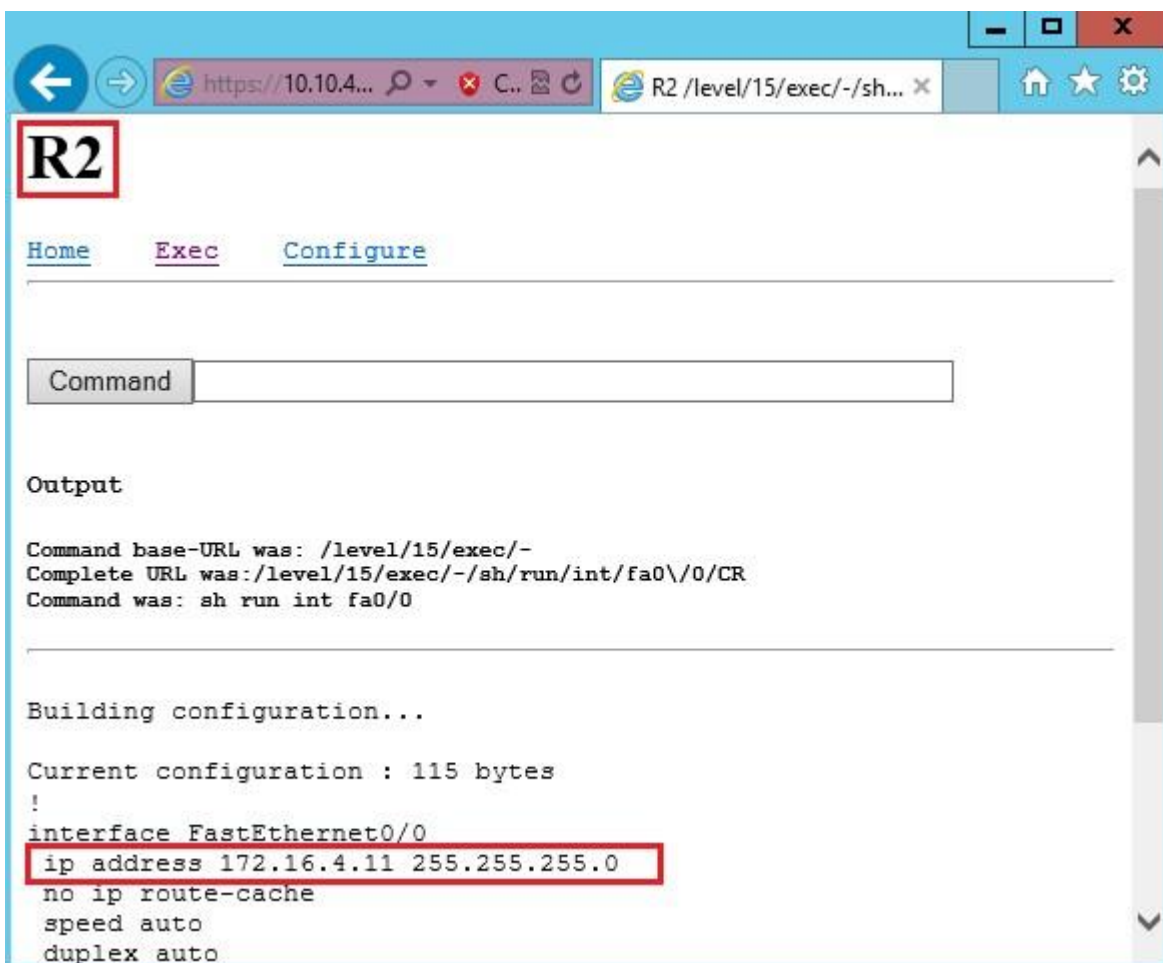 https://10.10.4... C.. R2 /level/15/exec/-/sh...
R2
Home Exec Configure
Command
Output
Command base-URL was: /level/15/exec/-
Complete URL was:/level/15/exec/-/sh/run/int/fa0\/0/CR
Command was: sh run int fa0/0
Building configuration...
Current configuration : 115 bytes
!
interface FastEthernet0/0
ip address 172.16.4.11 255.255.255.0
no ip route-cache
speed auto
duplex auto